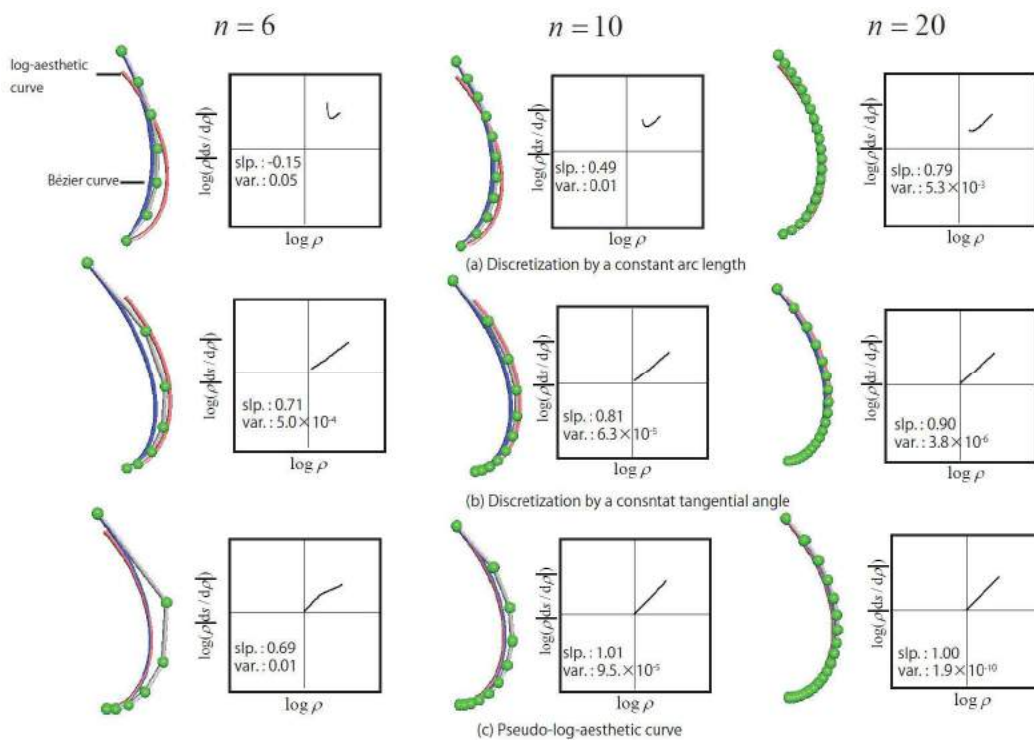 n = 6
n = 10
n = 20
log-aesthetic
curve
Bézier curve
log(ρ|ds/dρ|)
slp. : -0.15
var. : 0.05
log ρ
log(ρ|ds/dρ|)
slp. : 0.49
var. : 0.01
log ρ
log(ρ|ds/dρ|)
slp. : 0.79
var. : 5.3×10⁻³
log ρ
(a) Discretization by a constant arc length
log(ρ|ds/dρ|)
slp. : 0.71
var. : 5.0×10⁻⁴
log ρ
log(ρ|ds/dρ|)
slp. : 0.81
var. : 6.3×10⁻⁵
log ρ
log(ρ|ds/dρ|)
slp. : 0.90
var. : 3.8×10⁻⁶
log ρ
(b) Discretization by a consntat tangential angle
log(ρ|ds/dρ|)
slp. : 0.69
var. : 0.01
log ρ
log(ρ|ds/dρ|)
slp. : 1.01
var. : 9.5.×10⁻⁵
log ρ
log(ρ|ds/dρ|)
slp. : 1.00
var. : 1.9×10⁻¹⁰
log ρ
(c) Pseudo-log-aesthetic curve